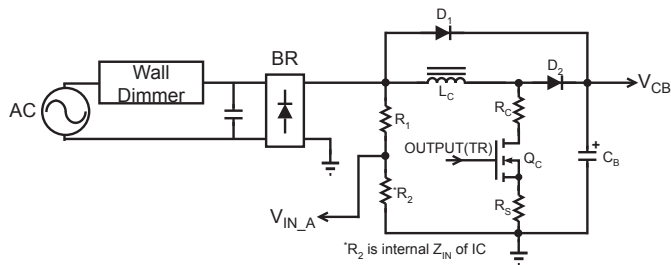 D1
Wall
Dimmer
BR
AC
LC
D2
VCB
R1
RC
OUTPUT(TR)
QC
CB
+
*R2
RS
VIN_A
*R2 is internal ZIN of IC